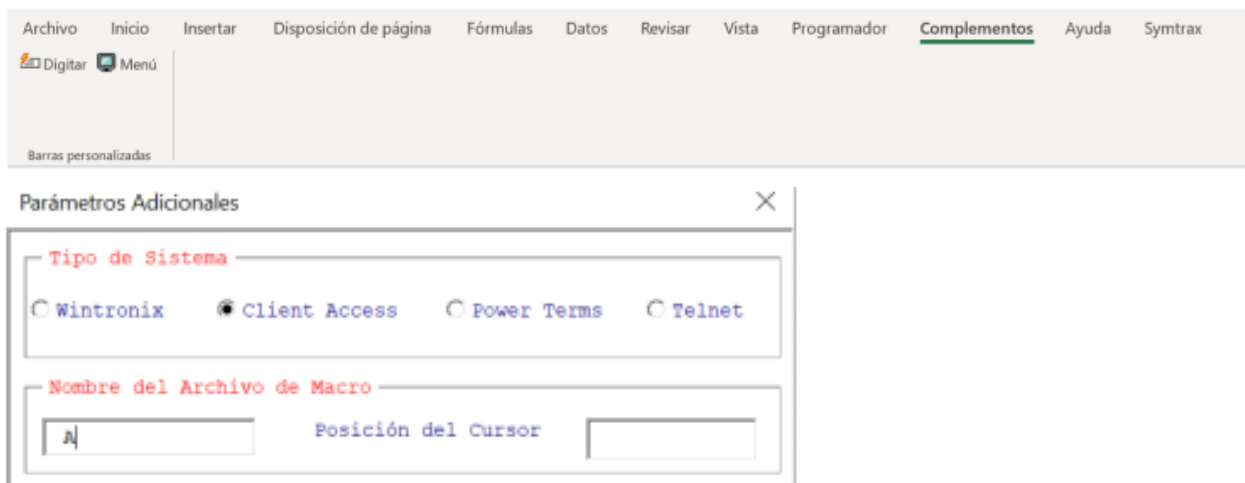 Archivo Inicio Insertar Disposición de página Fórmulas Datos Revisar Vista Programador Complementos Ayuda Symtrax
Digitar Menú
Barras personalizadas
Parámetros Adicionales
Tipo de Sistema
Wintronix Client Access Power Terms Telnet
Nombre del Archivo de Macro
A Posición del Cursor